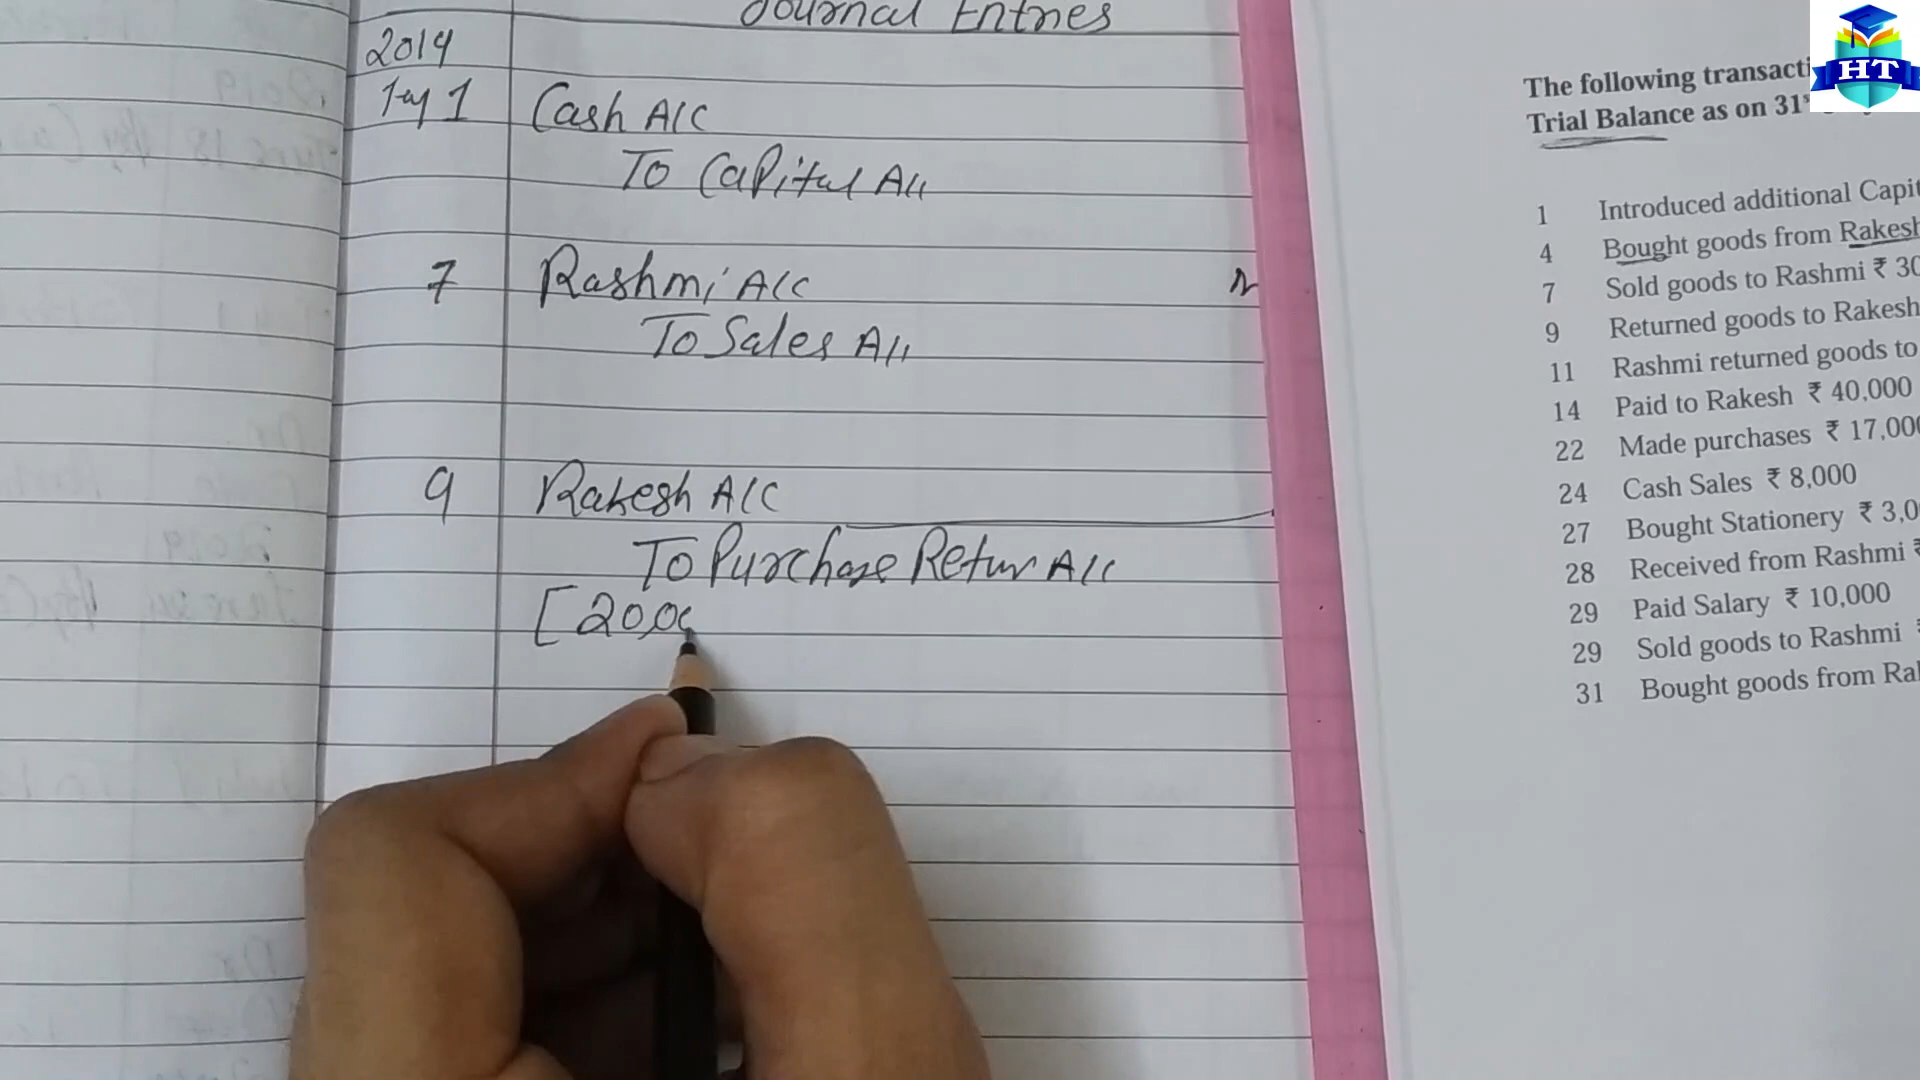 Journal Entries
2019
1 Cash A/C
To Capital A/c
7 Rashmi A/C
To Sales A/c
9 Rakesh A/C
To Purchase Return A/C
[20,00
HT
The following transacti
Trial Balance as on 31
1 Introduced additional Capit
4 Bought goods from Rakesh
7 Sold goods to Rashmi ₹ 30
9 Returned goods to Rakesh
11 Rashmi returned goods to
14 Paid to Rakesh ₹ 40,000
22 Made purchases ₹ 17,000
24 Cash Sales ₹ 8,000
27 Bought Stationery ₹ 3,0
28 Received from Rashmi ₹
29 Paid Salary ₹ 10,000
29 Sold goods to Rashmi
31 Bought goods from Ra